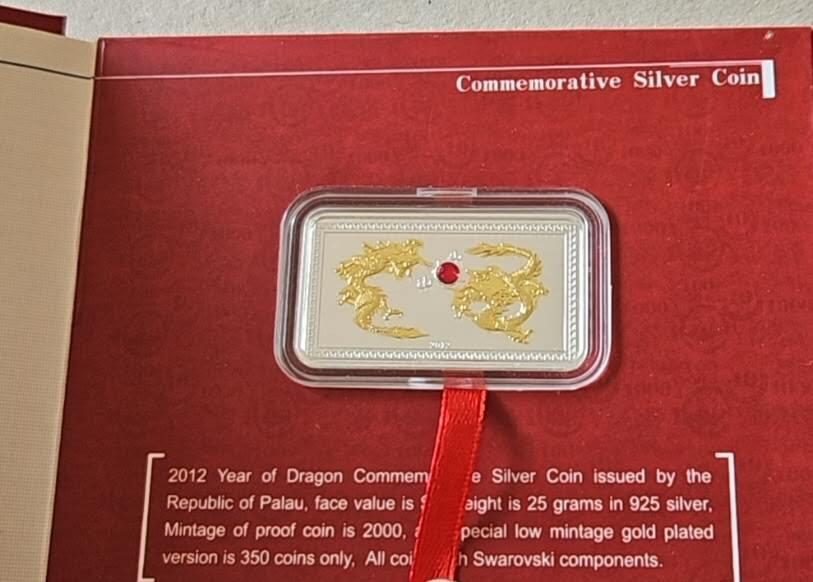 Commemorative Silver Coin
2012
2012 Year of Dragon Commem e Silver Coin issued by the
Republic of Palau, face value is eight is 25 grams in 925 silver,
Mintage of proof coin is 2000, a pecial low mintage gold plated
version is 350 coins only, All coi h Swarovski components.